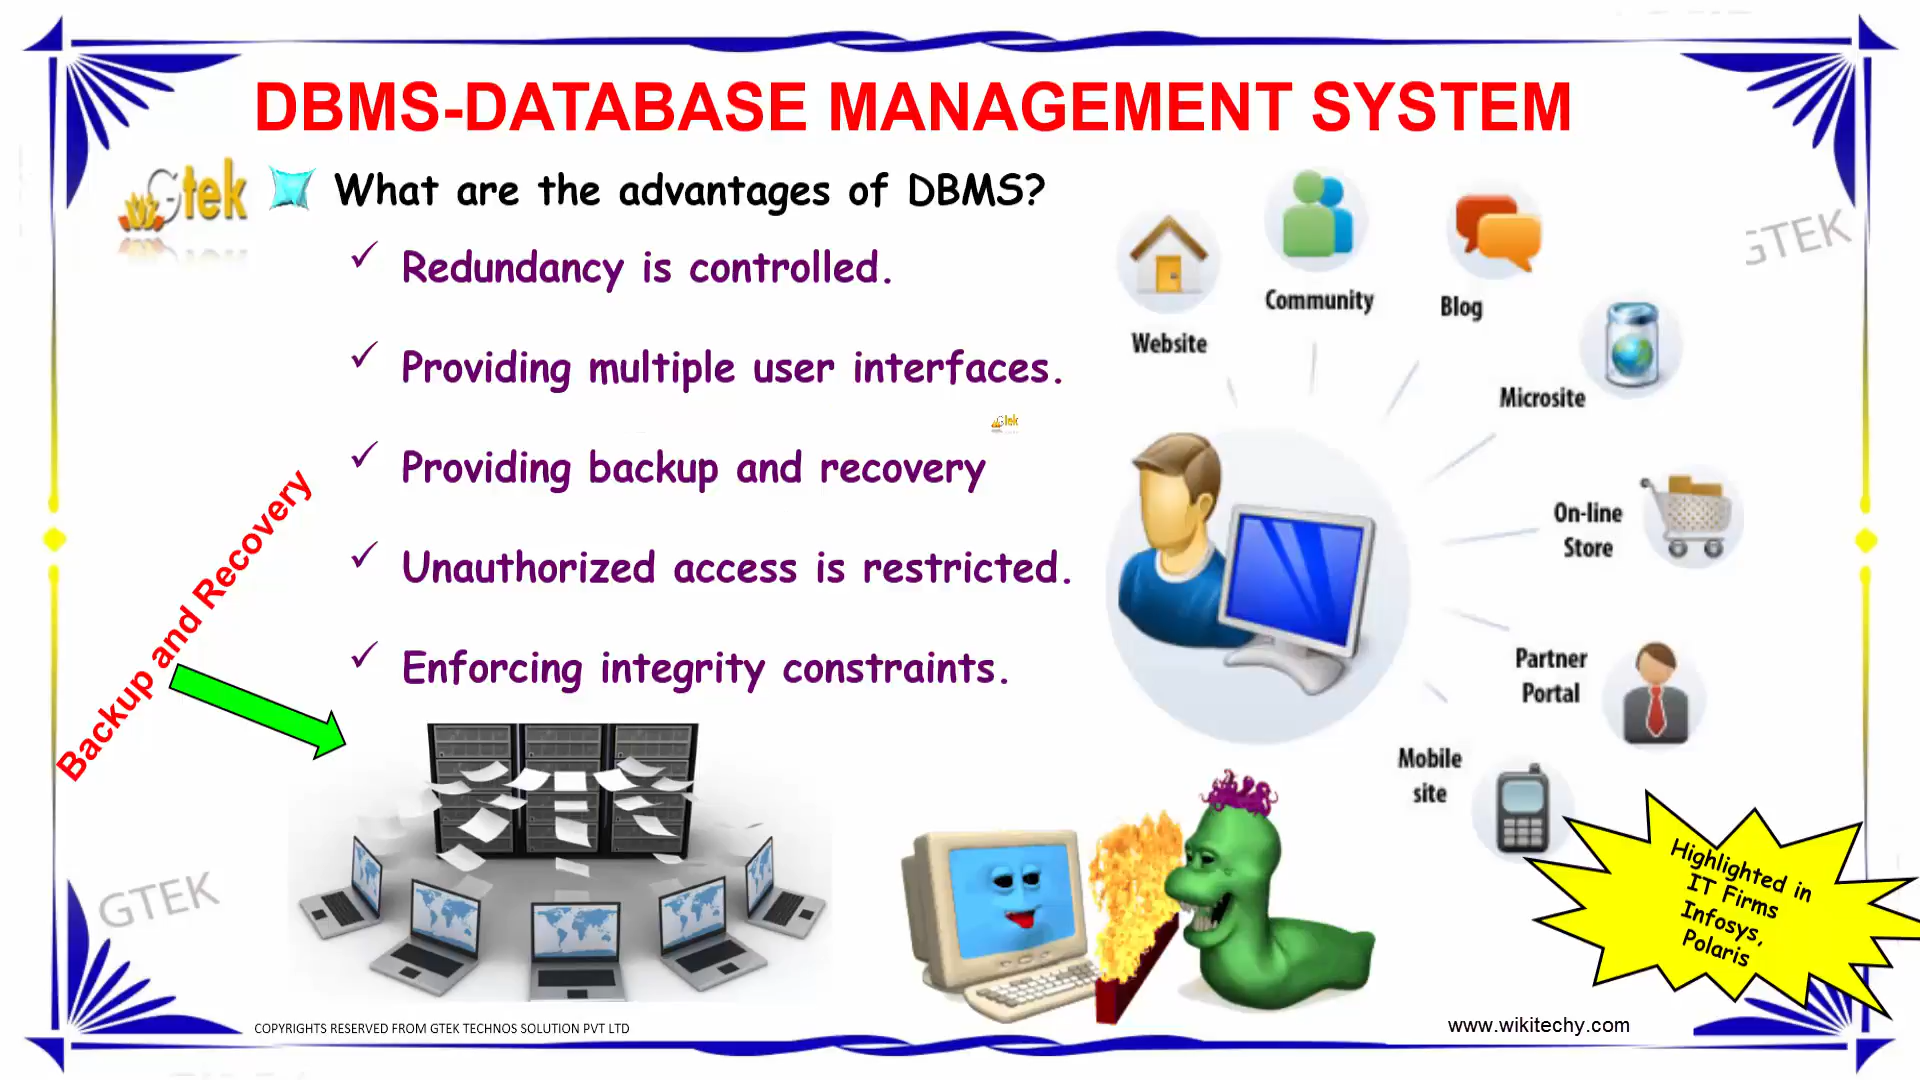 DBMS-DATABASE MANAGEMENT SYSTEM
Gtek
What are the advantages of DBMS?
Redundancy is controlled.
Providing multiple user interfaces.
Gtek
Providing backup and recovery
Unauthorized access is restricted.
Enforcing integrity constraints.
Backup and Recovery
Website
Community
Blog
Microsite
On-line
Store
Partner
Portal
Mobile
site
GTEK
GTEK
Highlighted in
IT Firms
Infosys,
Polaris
COPYRIGHTS RESERVED FROM GTEK TECHNOS SOLUTION PVT LTD
www.wikitechy.com